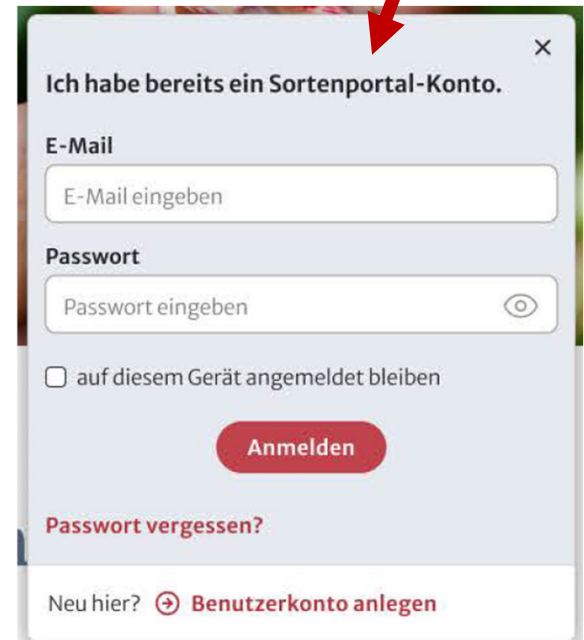 Ich habe bereits ein Sortenportal-Konto.
E-Mail
E-Mail eingeben
Passwort
Passwort eingeben
auf diesem Gerät angemeldet bleiben
Anmelden
Passwort vergessen?
Neu hier? Benutzerkonto anlegen